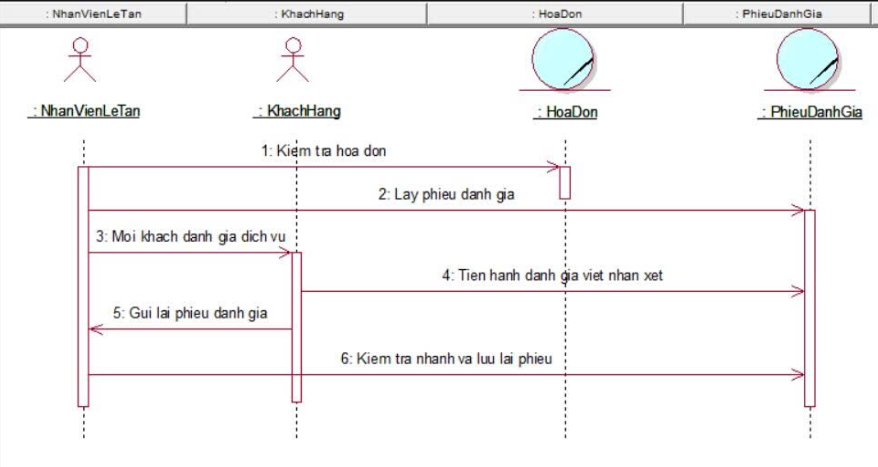 : NhanVienLeTan
: KhachHang
: HoaDon
: PhieuDanhGia
: NhanVienLeTan
: KhachHang
: HoaDon
: PhieuDanhGia
1: Kiem tra hoa don
2: Lay phieu danh gia
3: Moi khach danh gia dich vu
4: Tien hanh danh gia viet nhan xet
5: Gui lai phieu danh gia
6: Kiem tra nhanh va luu lai phieu